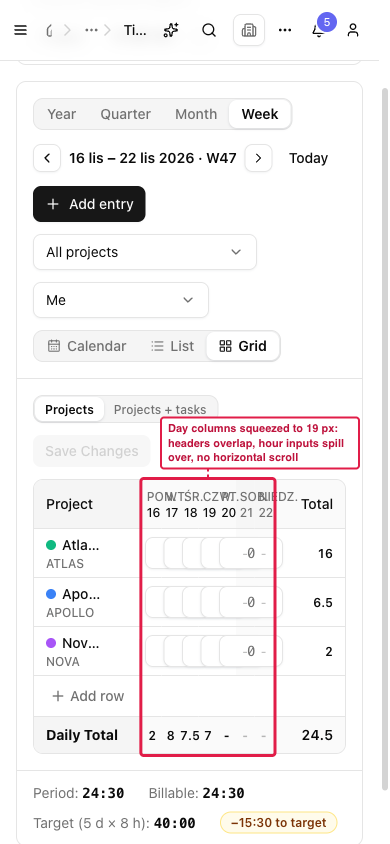 Ti...
5
Year Quarter Month Week
16 lis – 22 lis 2026 · W47 Today
+ Add entry
All projects
Me
Calendar List Grid
Projects Projects + tasks
Day columns squeezed to 19 px:
headers overlap, hour inputs spill
over, no horizontal scroll
Save Changes
Project Total
16 17 18 19 20 21 22
Atla... -0 - 16
ATLAS
Apo... -0 - 6.5
APOLLO
Nov... -0 - 2
NOVA
+ Add row
Daily Total 2 8 7.5 7 - - - 24.5
Period: 24:30 Billable: 24:30
Target (5 d × 8 h): 40:00 −15:30 to target